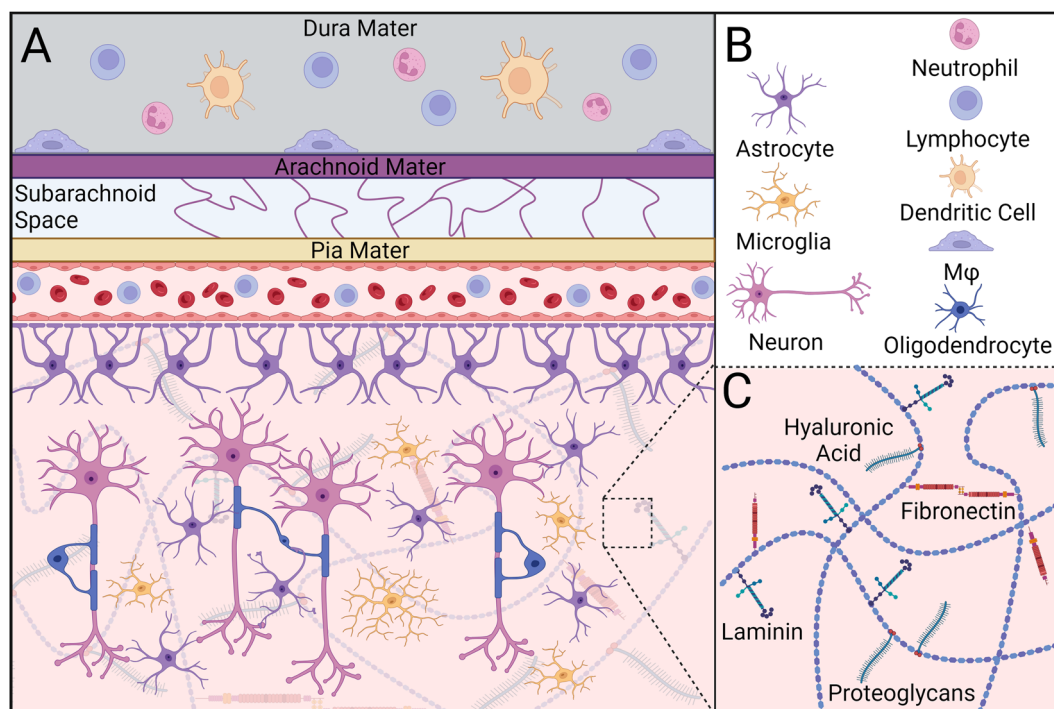 A
Dura Mater
Arachnoid Mater
Subarachnoid
Space
Pia Mater
B
Astrocyte
Microglia
Neuron
Neutrophil
Lymphocyte
Dendritic Cell
Mφ
Oligodendrocyte
C
Hyaluronic
Acid
Fibronectin
Laminin
Proteoglycans